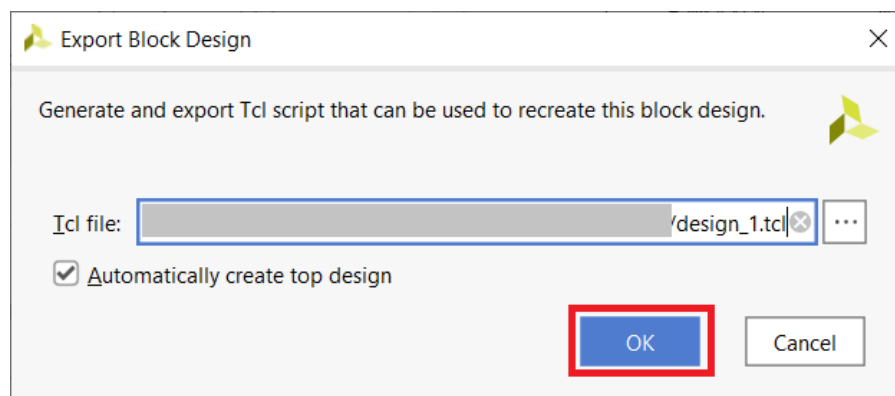 Export Block Design
Generate and export Tcl script that can be used to recreate this block design.
Tcl file: /design_1.tcl ...
Automatically create top design
OK Cancel